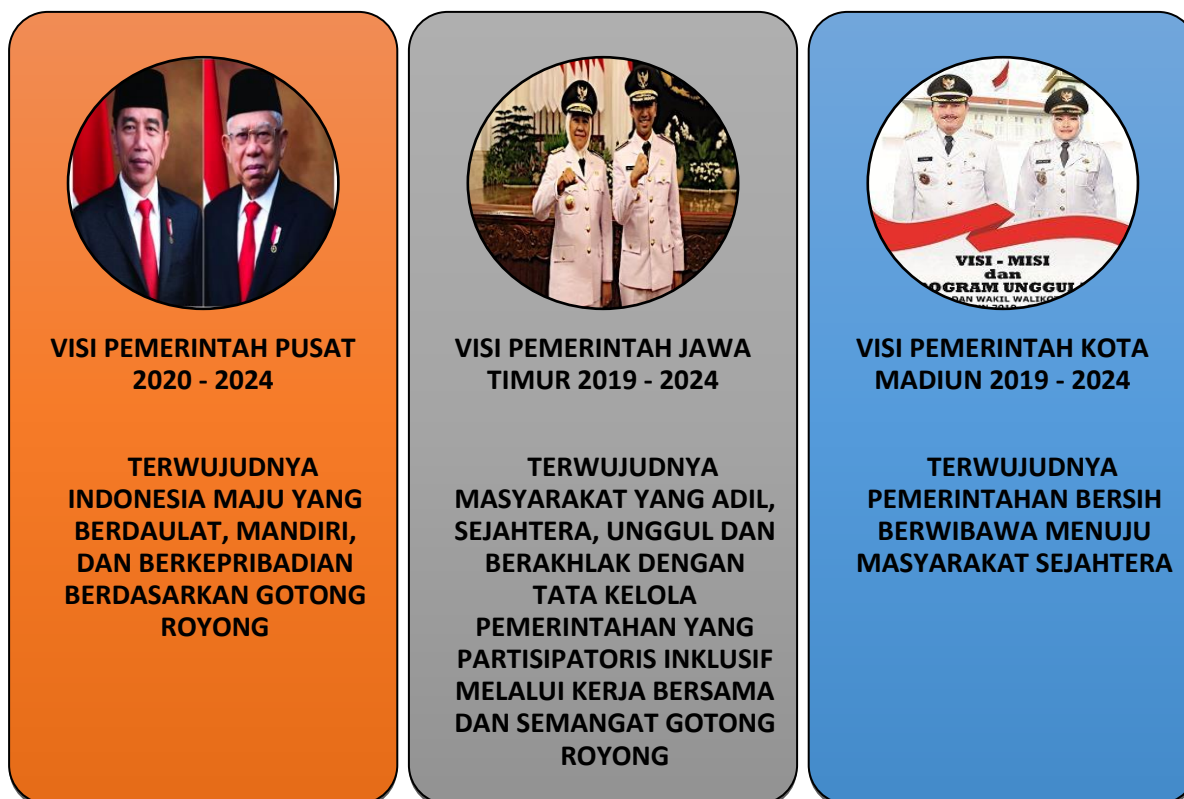 VISI - MISI
dan
OGRAM UNGGUL
DAN WAKIL WALIKO
VISI PEMERINTAH PUSAT
2020 - 2024
TERWUJUDNYA
INDONESIA MAJU YANG
BERDAULAT, MANDIRI,
DAN BERKEPRIBADIAN
BERDASARKAN GOTONG
ROYONG
VISI PEMERINTAH JAWA
TIMUR 2019 - 2024
TERWUJUDNYA
MASYARAKAT YANG ADIL,
SEJAHTERA, UNGGUL DAN
BERAKHLAK DENGAN
TATA KELOLA
PEMERINTAHAN YANG
PARTISIPATORIS INKLUSIF
MELALUI KERJA BERSAMA
DAN SEMANGAT GOTONG
ROYONG
VISI PEMERINTAH KOTA
MADIUN 2019 - 2024
TERWUJUDNYA
PEMERINTAHAN BERSIH
BERWIBAWA MENUJU
MASYARAKAT SEJAHTERA